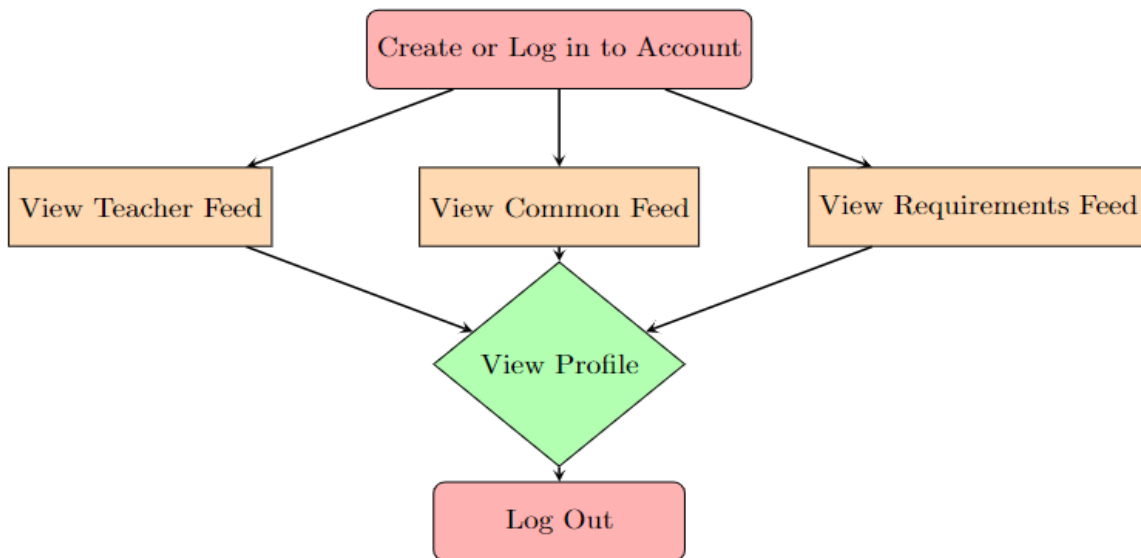 Create or Log in to Account
View Teacher Feed
View Common Feed
View Requirements Feed
View Profile
Log Out